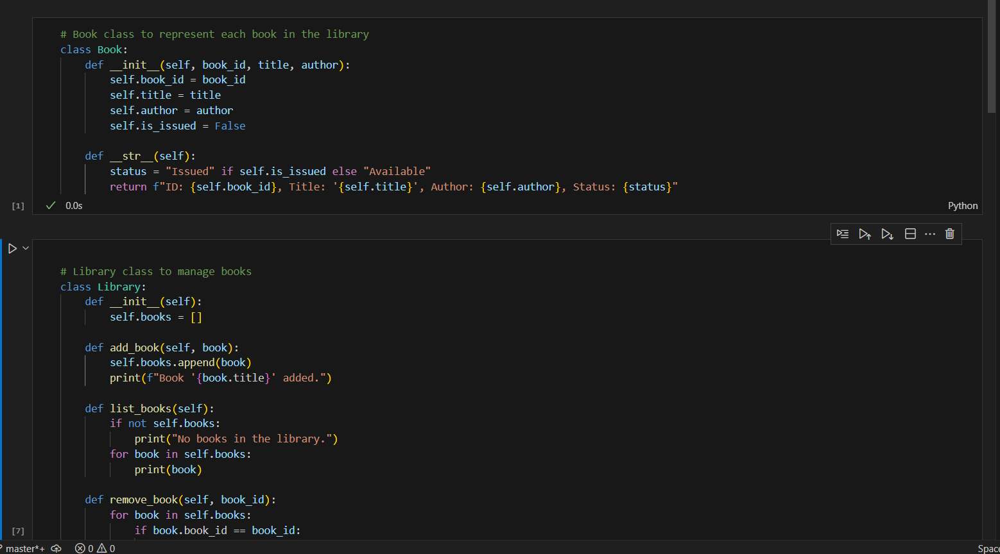 # Book class to represent each book in the library
class Book:
    def __init__(self, book_id, title, author):
        self.book_id = book_id
        self.title = title
        self.author = author
        self.is_issued = False
    def __str__(self):
        status = "Issued" if self.is_issued else "Available"
        return f"ID: {self.book_id}, Title: '{self.title}', Author: {self.author}, Status: {status}"
[1] 0.0s Python
# Library class to manage books
class Library:
    def __init__(self):
        self.books = []
    def add_book(self, book):
        self.books.append(book)
        print(f"Book '{book.title}' added.")
    def list_books(self):
        if not self.books:
            print("No books in the library.")
        for book in self.books:
            print(book)
    def remove_book(self, book_id):
        for book in self.books:
            if book.book_id == book_id:
[7]
master*+ 0 0 Space